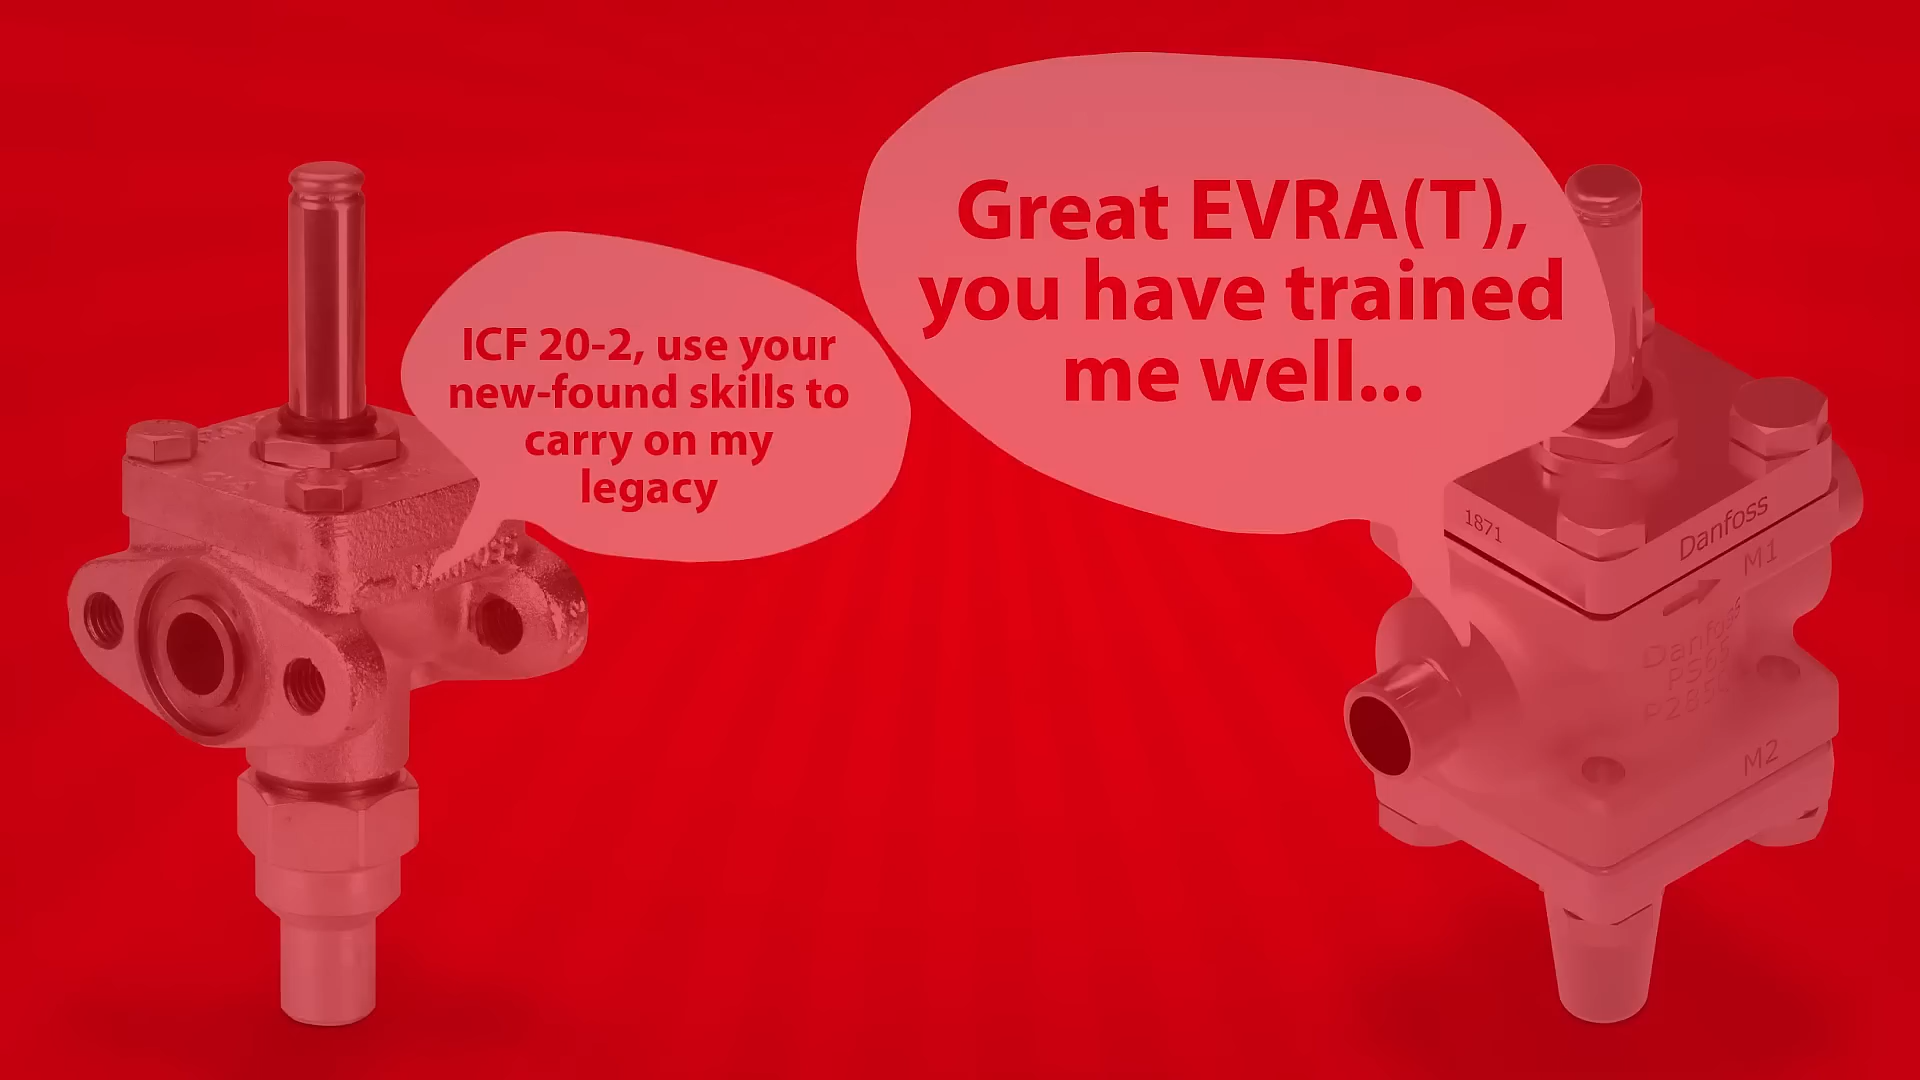 Great EVRA(T),
you have trained
me well...
ICF 20-2, use your
new-found skills to
carry on my
legacy
1871
Danfoss
M1
Danfoss
M2